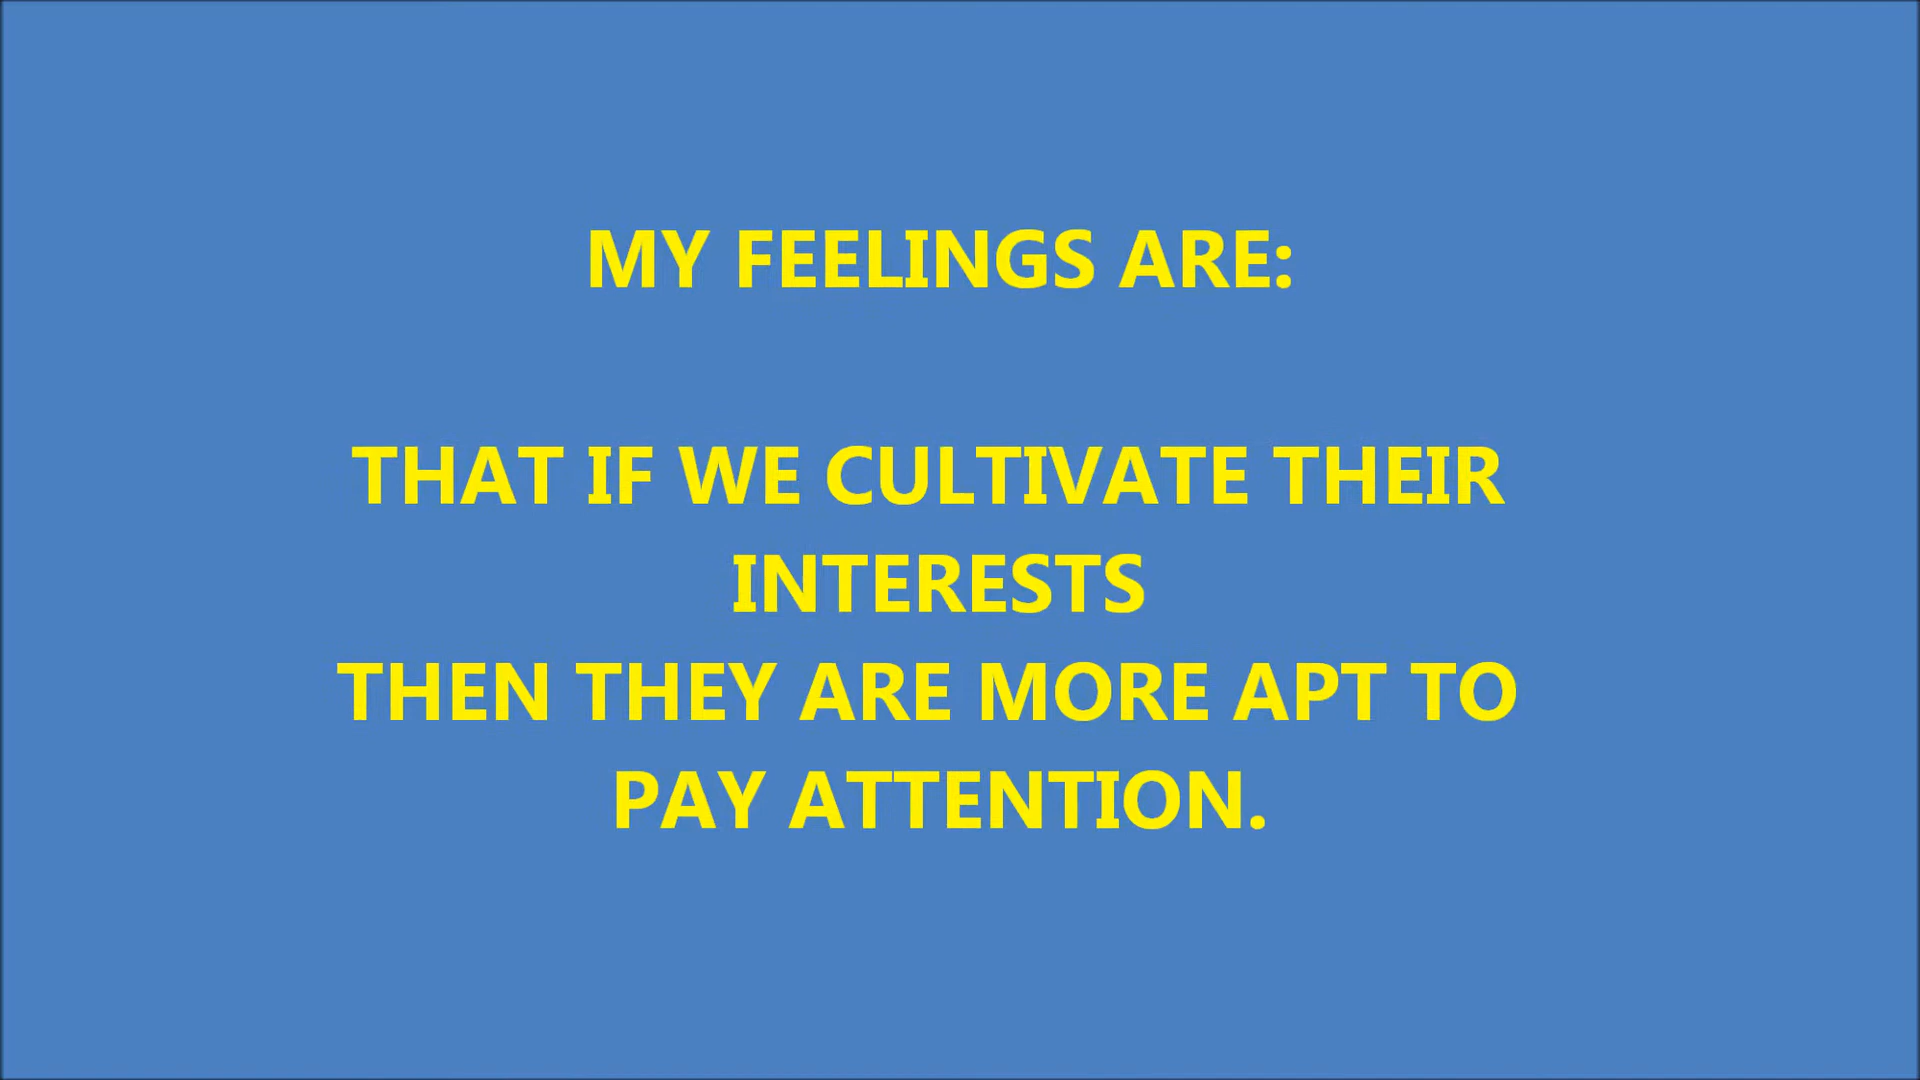 MY FEELINGS ARE:
THAT IF WE CULTIVATE THEIR
INTERESTS
THEN THEY ARE MORE APT TO
PAY ATTENTION.